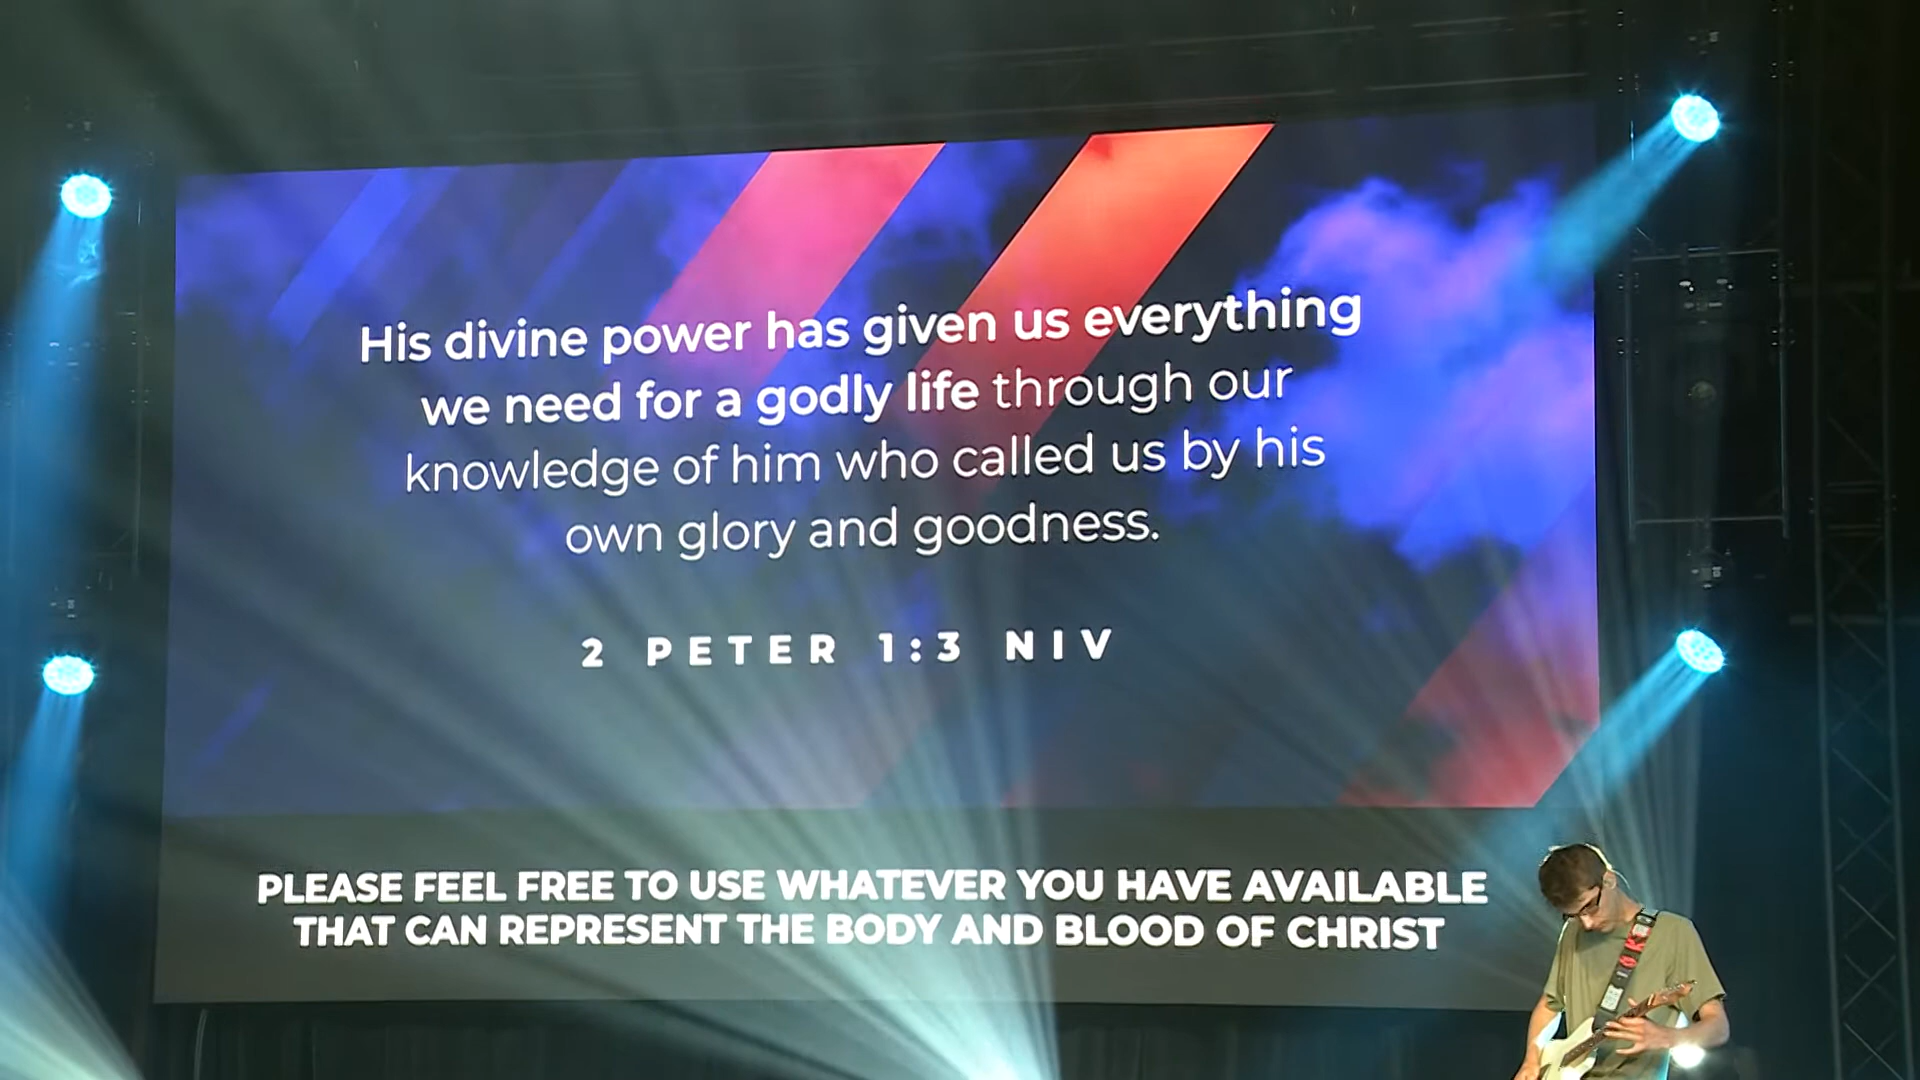 His divine power has given us everything
we need for a godly life through our
knowledge of him who called us by his
own glory and goodness.
2 PETER 1:3 NIV
PLEASE FEEL FREE TO USE WHATEVER YOU HAVE AVAILABLE
THAT CAN REPRESENT THE BODY AND BLOOD OF CHRIST